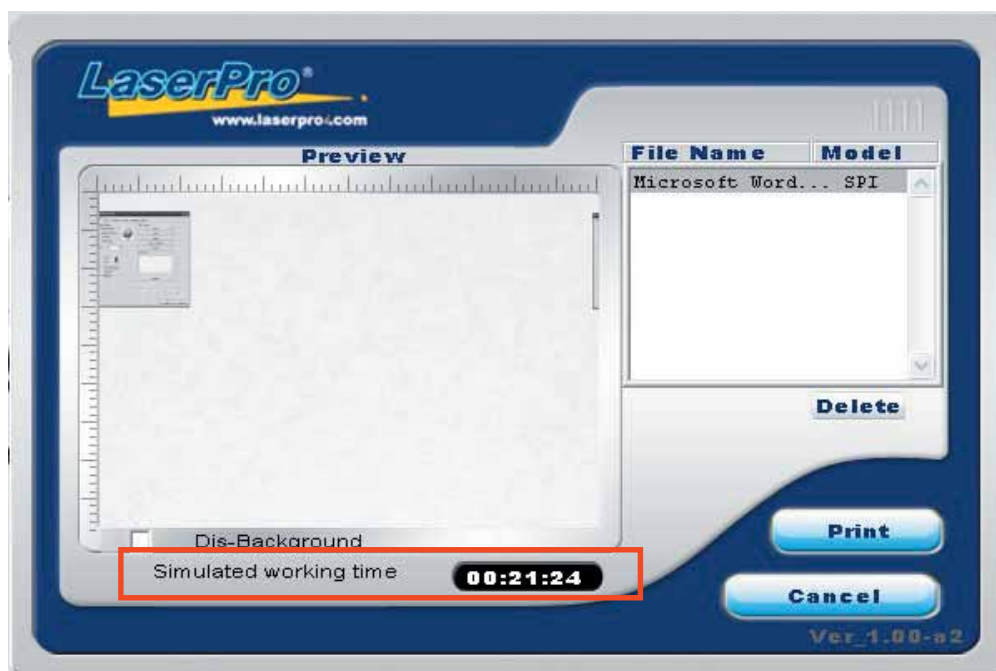 LaserPro®
www.laserproi.com
Preview
File Name Model
Microsoft Word... SPI
Delete
Dis-Background
Simulated working time 00:21:24
Print
Cancel
Ver_1.00-a2